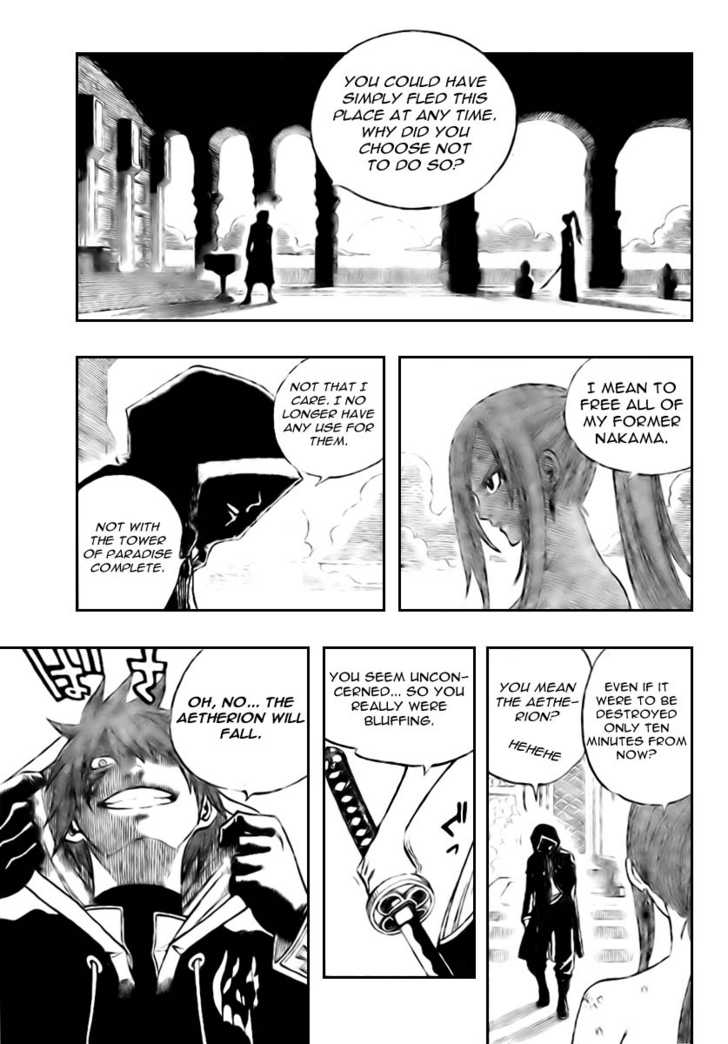 YOU COULD HAVE
SIMPLY FLED THIS
PLACE AT ANY TIME.
WHY DID YOU
CHOOSE NOT
TO DO SO?
I MEAN TO
FREE ALL OF
MY FORMER
NAKAMA.
NOT THAT I
CARE. I NO
LONGER HAVE
ANY USE FOR
THEM.
NOT WITH
THE TOWER
OF PARADISE
COMPLETE.
EVEN IF IT
WERE TO BE
DESTROYED
ONLY TEN
MINUTES FROM
NOW?
YOU MEAN
THE AETHE-
RION?
HEHEHE
YOU SEEM UNCON-
CERNED... SO YOU
REALLY WERE
BLUFFING.
OH, NO... THE
AETHERION WILL
FALL.
ばさ